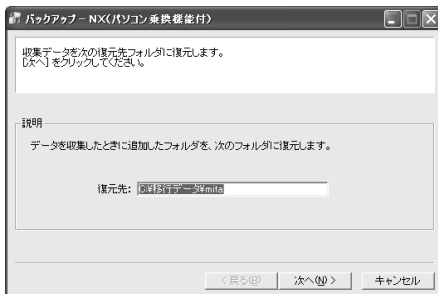 バックアップ－NX(パソコン乗換機能付)
収集データを次の復元先フォルダに復元します。
[次へ] をクリックしてください。
説明
データを収集したときに追加したフォルダを、次のフォルダに復元します。
復元先: C:¥移行データ¥mita
< 戻る(B) 次へ(N) > キャンセル